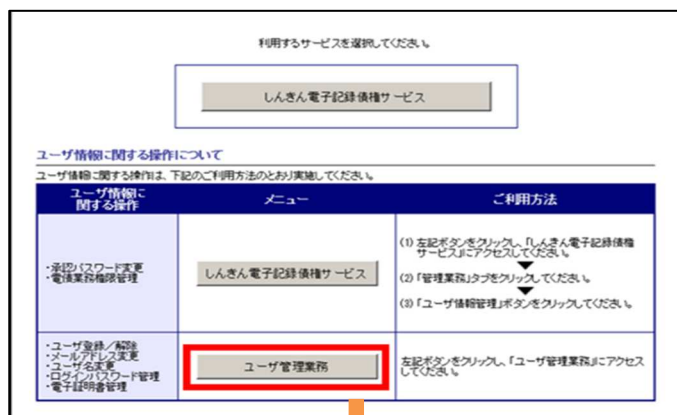 利用するサービスを選択してください。
しんきん電子記録債権サービス
ユーザ情報に関する操作について
ユーザ情報に関する操作は、下記のご利用方法のとおり実施してください。
ユーザ情報に
関する操作
メニュー
ご利用方法
・承認パスワード変更
・電債業務権限管理
しんきん電子記録債権サービス
(1) 左記ボタンをクリックし、「しんきん電子記録債権
サービス」にアクセスしてください。
(2) 「管理業務」タブをクリックしてください。
(3) 「ユーザ情報管理」ボタンをクリックしてください。
・ユーザ登録/解除
・メールアドレス変更
・ユーザ名変更
・ログインパスワード管理
・電子証明書管理
ユーザ管理業務
左記ボタンをクリックし、「ユーザ管理業務」にアクセス
してください。